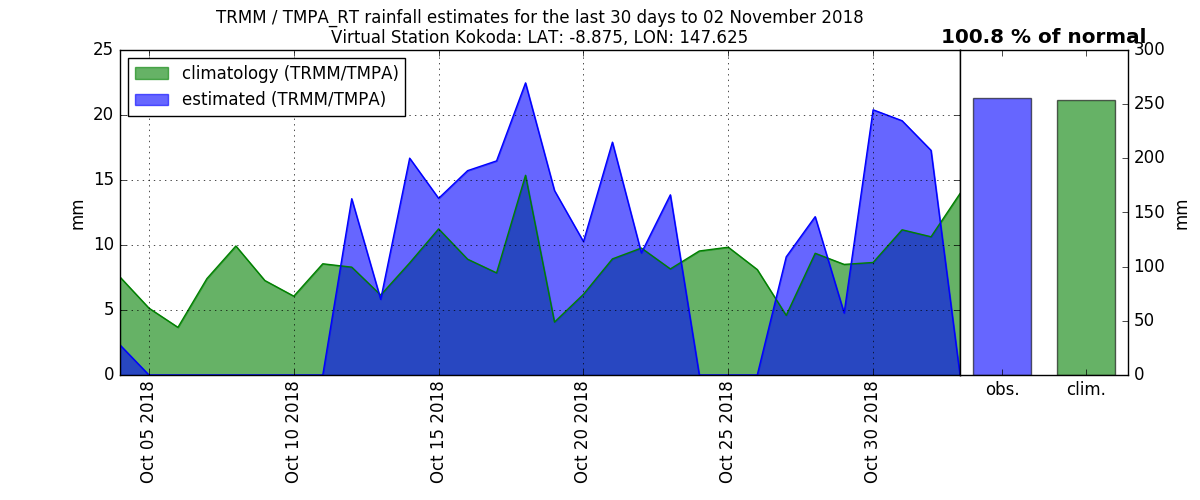 TRMM / TMPA_RT rainfall estimates for the last 30 days to 02 November 2018
Virtual Station Kokoda: LAT: -8.875, LON: 147.625
100.8 % of normal
climatology (TRMM/TMPA)
estimated (TRMM/TMPA)
25
20
15
10
5
0
mm
300
250
200
150
100
50
0
mm
Oct 05 2018
Oct 10 2018
Oct 15 2018
Oct 20 2018
Oct 25 2018
Oct 30 2018
obs.
clim.